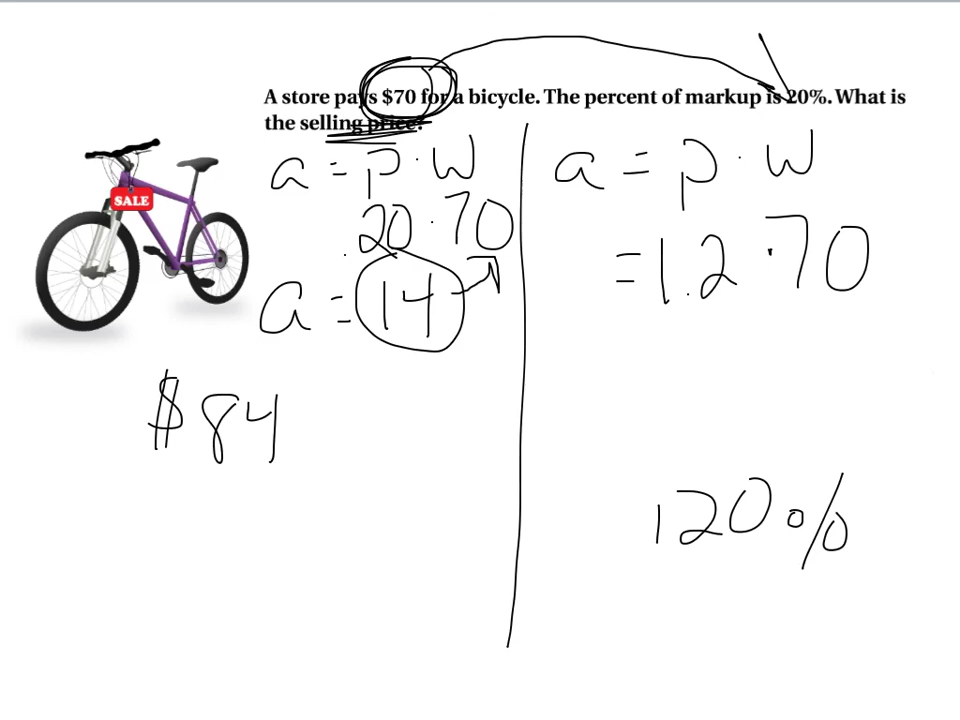 A store pays $70 for a bicycle. The percent of markup is 20%. What is
the selling price?
SALE
a = p · W
.20 · 70
a = 14
$84
a = p · W
= 1.2 · 70
120%